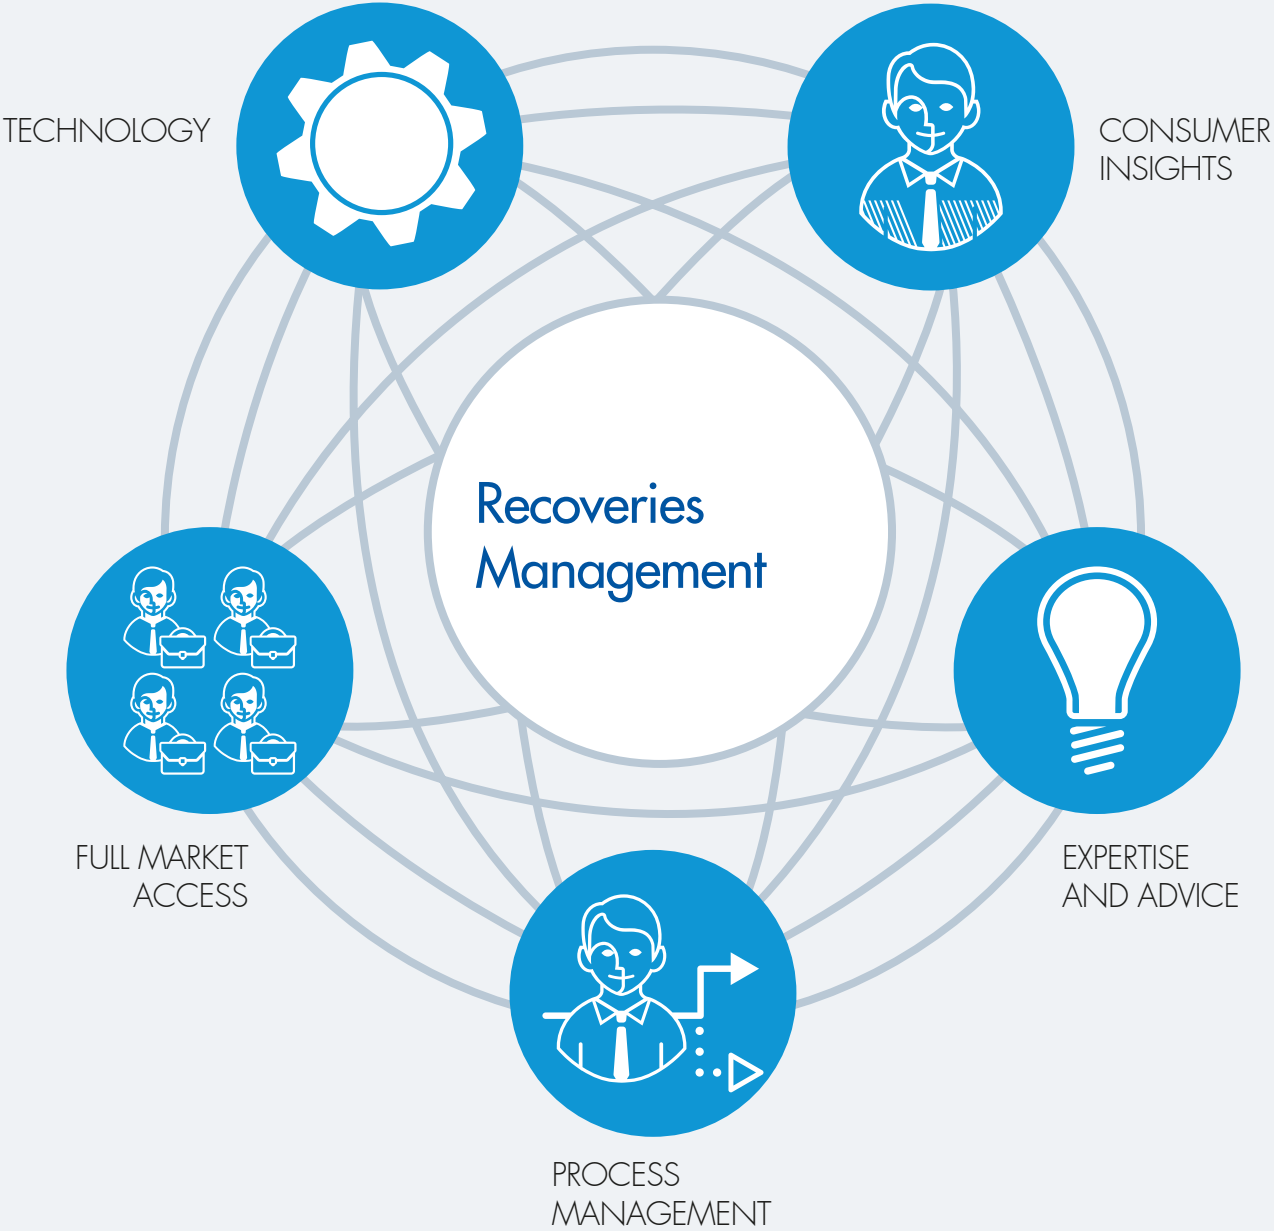 TECHNOLOGY
CONSUMER
INSIGHTS
Recoveries
Management
FULL MARKET
ACCESS
EXPERTISE
AND ADVICE
PROCESS
MANAGEMENT